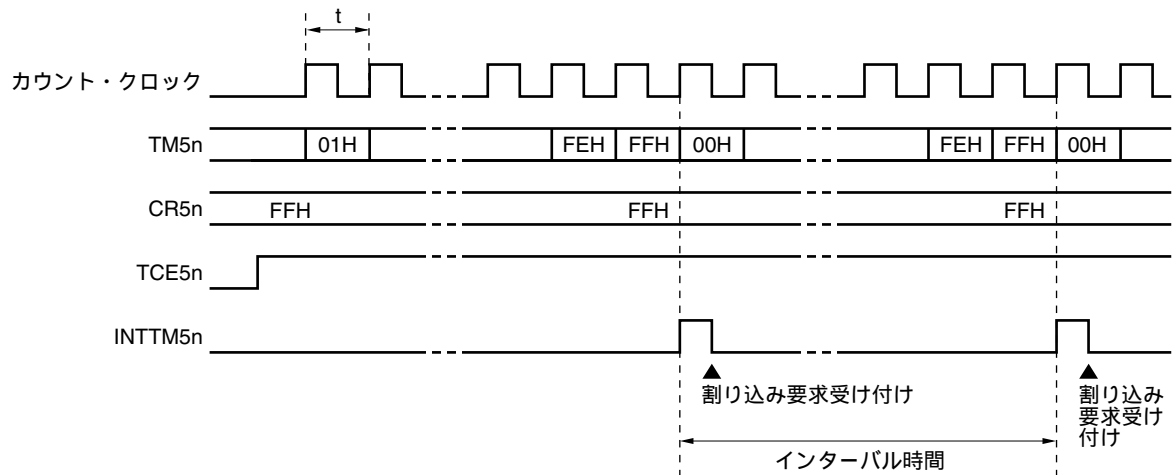 t
カウント・クロック
TM5n 01H FEH FFH 00H FEH FFH 00H
CR5n FFH FFH FFH
TCE5n
INTTM5n
割り込み要求受け付け
割り込み
要求受け
付け
インターバル時間